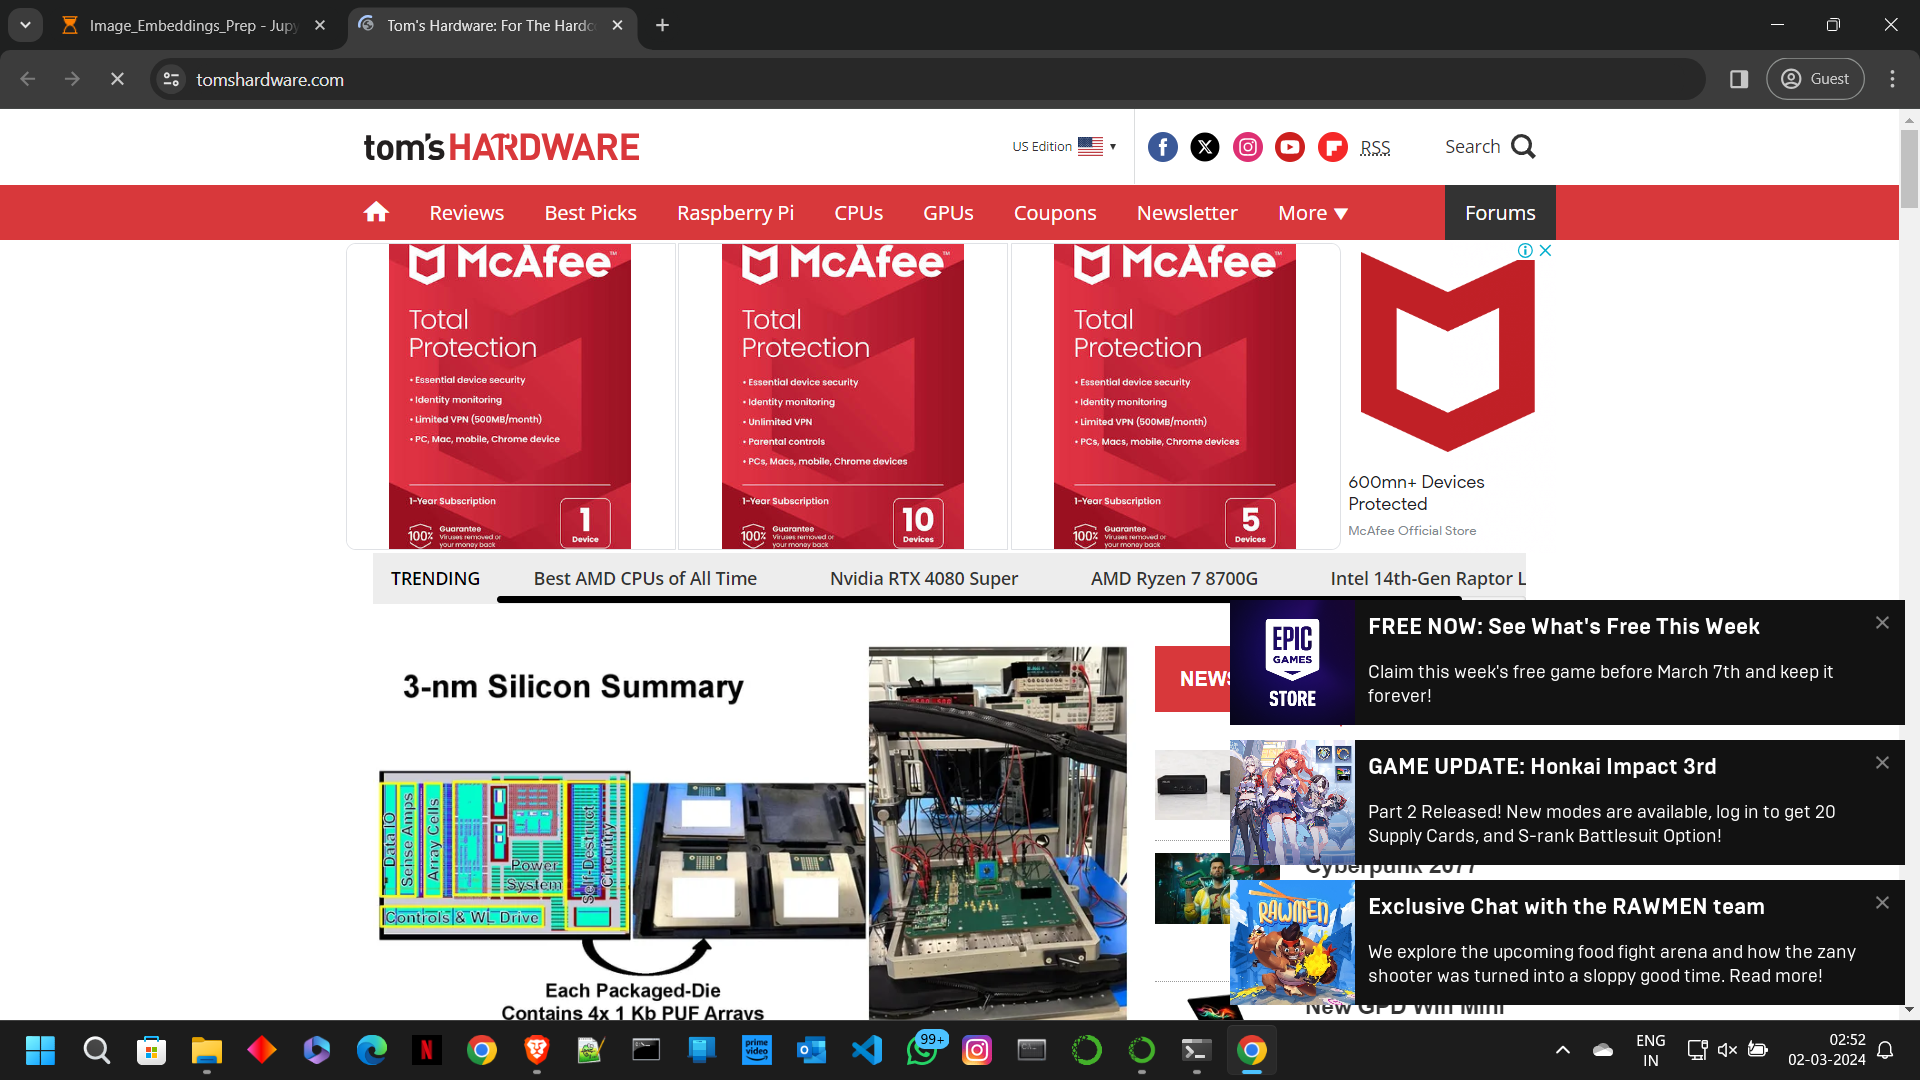 Image_Embeddings_Prep - Jupy
Tom's Hardware: For The Hardc
tomshardware.com
Guest
tom's HARDWARE
US Edition
RSS
Search
Reviews
Best Picks
Raspberry Pi
CPUs
GPUs
Coupons
Newsletter
More
Forums
McAfee™
Total
Protection
• Essential device security
• Identity monitoring
• Limited VPN (500MB/month)
• PC, Mac, mobile, Chrome device
1-Year Subscription
100%
Guarantee
Viruses removed or
your money back
1
Device
McAfee™
Total
Protection
• Essential device security
• Identity monitoring
• Unlimited VPN
• Parental controls
• PCs, Macs, mobile, Chrome devices
1-Year Subscription
100%
Guarantee
Viruses removed or
your money back
10
Devices
McAfee™
Total
Protection
• Essential device security
• Identity monitoring
• Limited VPN (500MB/month)
• PCs, Macs, mobile, Chrome devices
1-Year Subscription
100%
Guarantee
Viruses removed or
your money back
5
Devices
600mn+ Devices
Protected
McAfee Official Store
TRENDING
Best AMD CPUs of All Time
Nvidia RTX 4080 Super
AMD Ryzen 7 8700G
Intel 14th-Gen Raptor L
3-nm Silicon Summary
Data IO
Sense Amps
Array Cells
Power
System
Self-Destruct
Circuitry
Controls & WL Drive
Each Packaged-Die
Contains 4x 1 Kb PUF Arrays
NEWS
EPIC
GAMES
STORE
FREE NOW: See What's Free This Week
Claim this week's free game before March 7th and keep it
forever!
GAME UPDATE: Honkai Impact 3rd
Part 2 Released! New modes are available, log in to get 20
Supply Cards, and S-rank Battlesuit Option!
Cyberpunk 2077
RAWMEN
Exclusive Chat with the RAWMEN team
We explore the upcoming food fight arena and how the zany
shooter was turned into a sloppy good time. Read more!
New GPD Win Mini
prime
video
99+
ENG
IN
02:52
02-03-2024